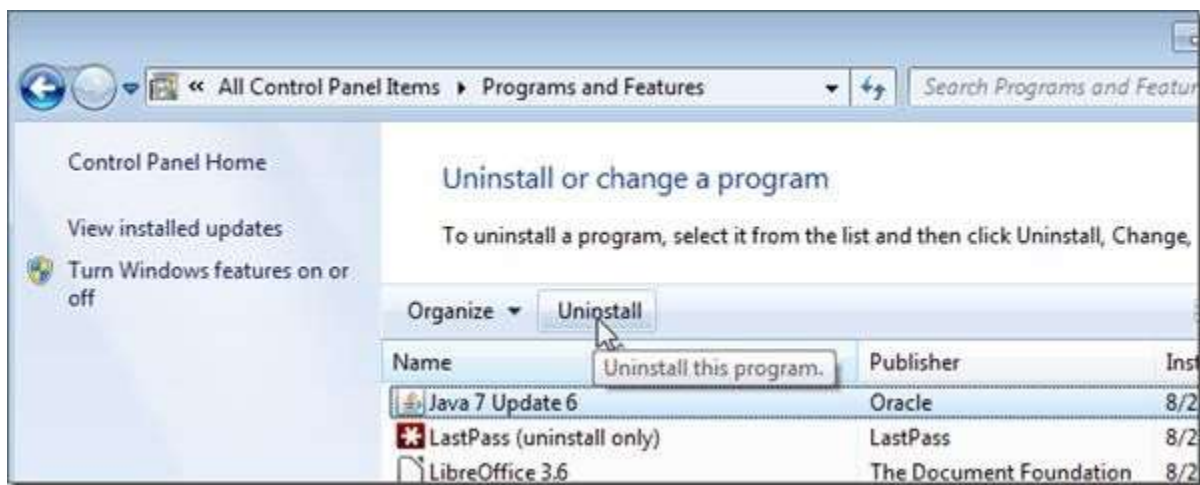 « All Control Panel Items ▸ Programs and Features
Search Programs and Featur
Control Panel Home
View installed updates
Turn Windows features on or
off
Uninstall or change a program
To uninstall a program, select it from the list and then click Uninstall, Change,
Organize Uninstall
Uninstall this program.
Name Publisher Inst
Java 7 Update 6 Oracle 8/2
LastPass (uninstall only) LastPass 8/2
LibreOffice 3.6 The Document Foundation 8/2